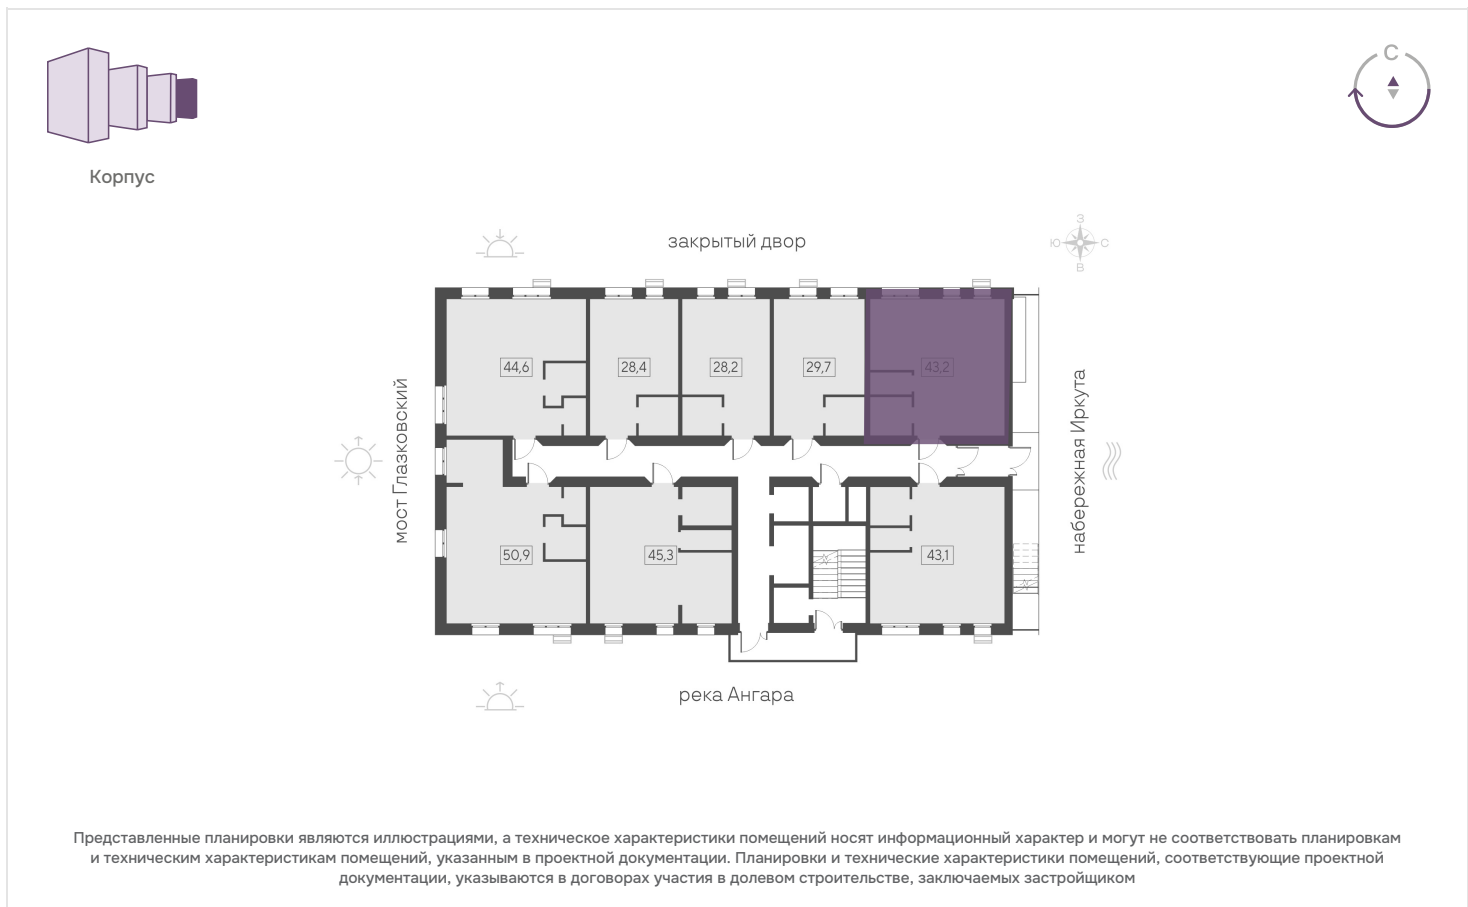 С
Корпус
закрытый двор
З
Ю
С
В
44,6
28,4
28,2
29,7
43,2
мост Глазковский
набережная Иркута
50,9
45,3
43,1
река Ангара
Представленные планировки являются иллюстрациями, а техническое характеристики помещений носят информационный характер и могут не соответствовать планировкам
и техническим характеристикам помещений, указанным в проектной документации. Планировки и технические характеристики помещений, соответствующие проектной
документации, указываются в договорах участия в долевом строительстве, заключаемых застройщиком